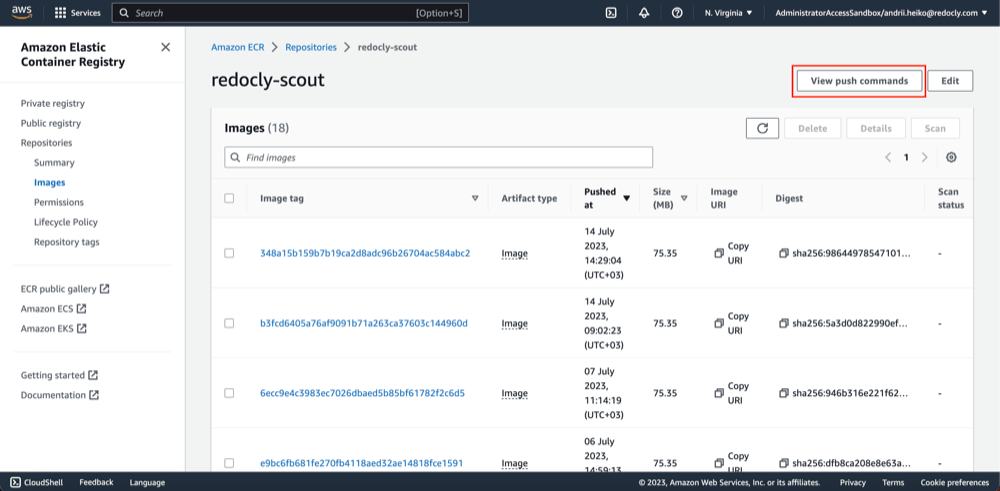 aws Services Search [Option+S] N. Virginia AdministratorAccessSandbox/andrii.heiko@redocly.com
Amazon Elastic
Container Registry
Private registry
Public registry
Repositories
Summary
Images
Permissions
Lifecycle Policy
Repository tags
ECR public gallery
Amazon ECS
Amazon EKS
Getting started
Documentation
Amazon ECR > Repositories > redocly-scout
redocly-scout
View push commands Edit
Images (18)
Delete Details Scan
Find images
1
Image tag Artifact type Pushed at Size (MB) Image URI Digest Scan status
348a15b159b7b19ca2d8adc96b26704ac584abc2 Image 14 July 2023, 14:29:04 (UTC+03) 75.35 Copy URI sha256:98644978547101... -
b3fcd6405a76af9091b71a263ca37603c144960d Image 14 July 2023, 09:02:23 (UTC+03) 75.35 Copy URI sha256:5a3d0d822990ef... -
6ecc9e4c3983ec7026dbaed5b85bf61782f2c6d5 Image 07 July 2023, 11:14:19 (UTC+03) 75.35 Copy URI sha256:946b316e221f62... -
e9bc6fb681fe270fb4118aed32ae14818fce1591 Image 06 July 2023, 14:59:13 75.35 Copy URI sha256:dfb8ca208e8e63a... -
CloudShell Feedback Language © 2023, Amazon Web Services, Inc. or its affiliates. Privacy Terms Cookie preferences